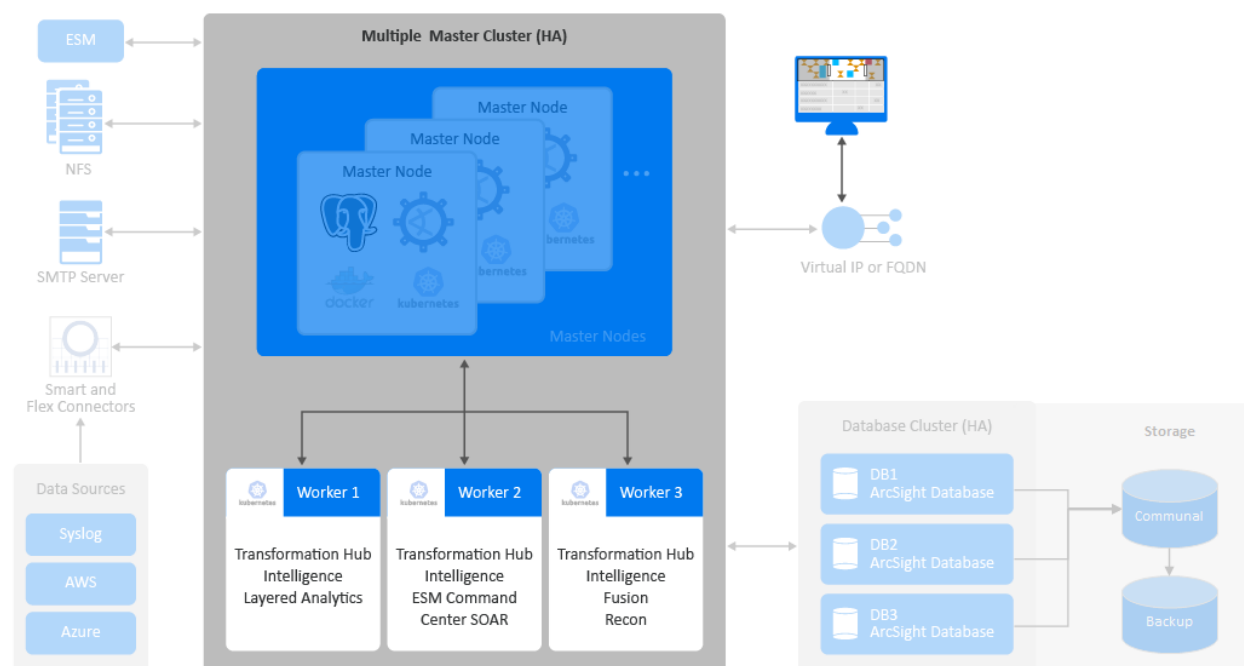 ESM
NFS
SMTP Server
Smart and
Flex Connectors
Data Sources
Syslog
AWS
Azure
Multiple Master Cluster (HA)
Master Node
Master Node
Master Node
...
docker
kubernetes
kubernetes
bernetes
Master Nodes
kubernetes
Worker 1
Transformation Hub
Intelligence
Layered Analytics
kubernetes
Worker 2
Transformation Hub
Intelligence
ESM Command
Center SOAR
kubernetes
Worker 3
Transformation Hub
Intelligence
Fusion
Recon
Virtual IP or FQDN
Database Cluster (HA)
DB1
ArcSight Database
DB2
ArcSight Database
DB3
ArcSight Database
Storage
Communal
Backup